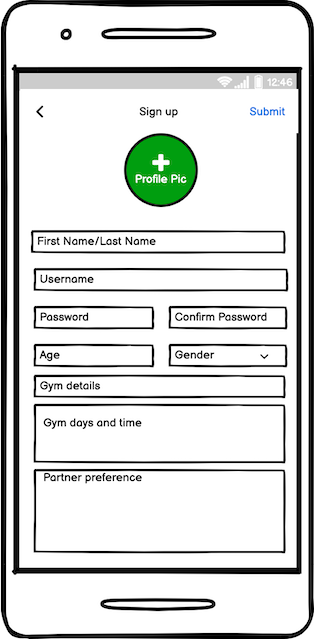 12:46
Sign up
Submit
Profile Pic
First Name/Last Name
Username
Password
Confirm Password
Age
Gender
Gym details
Gym days and time
Partner preference